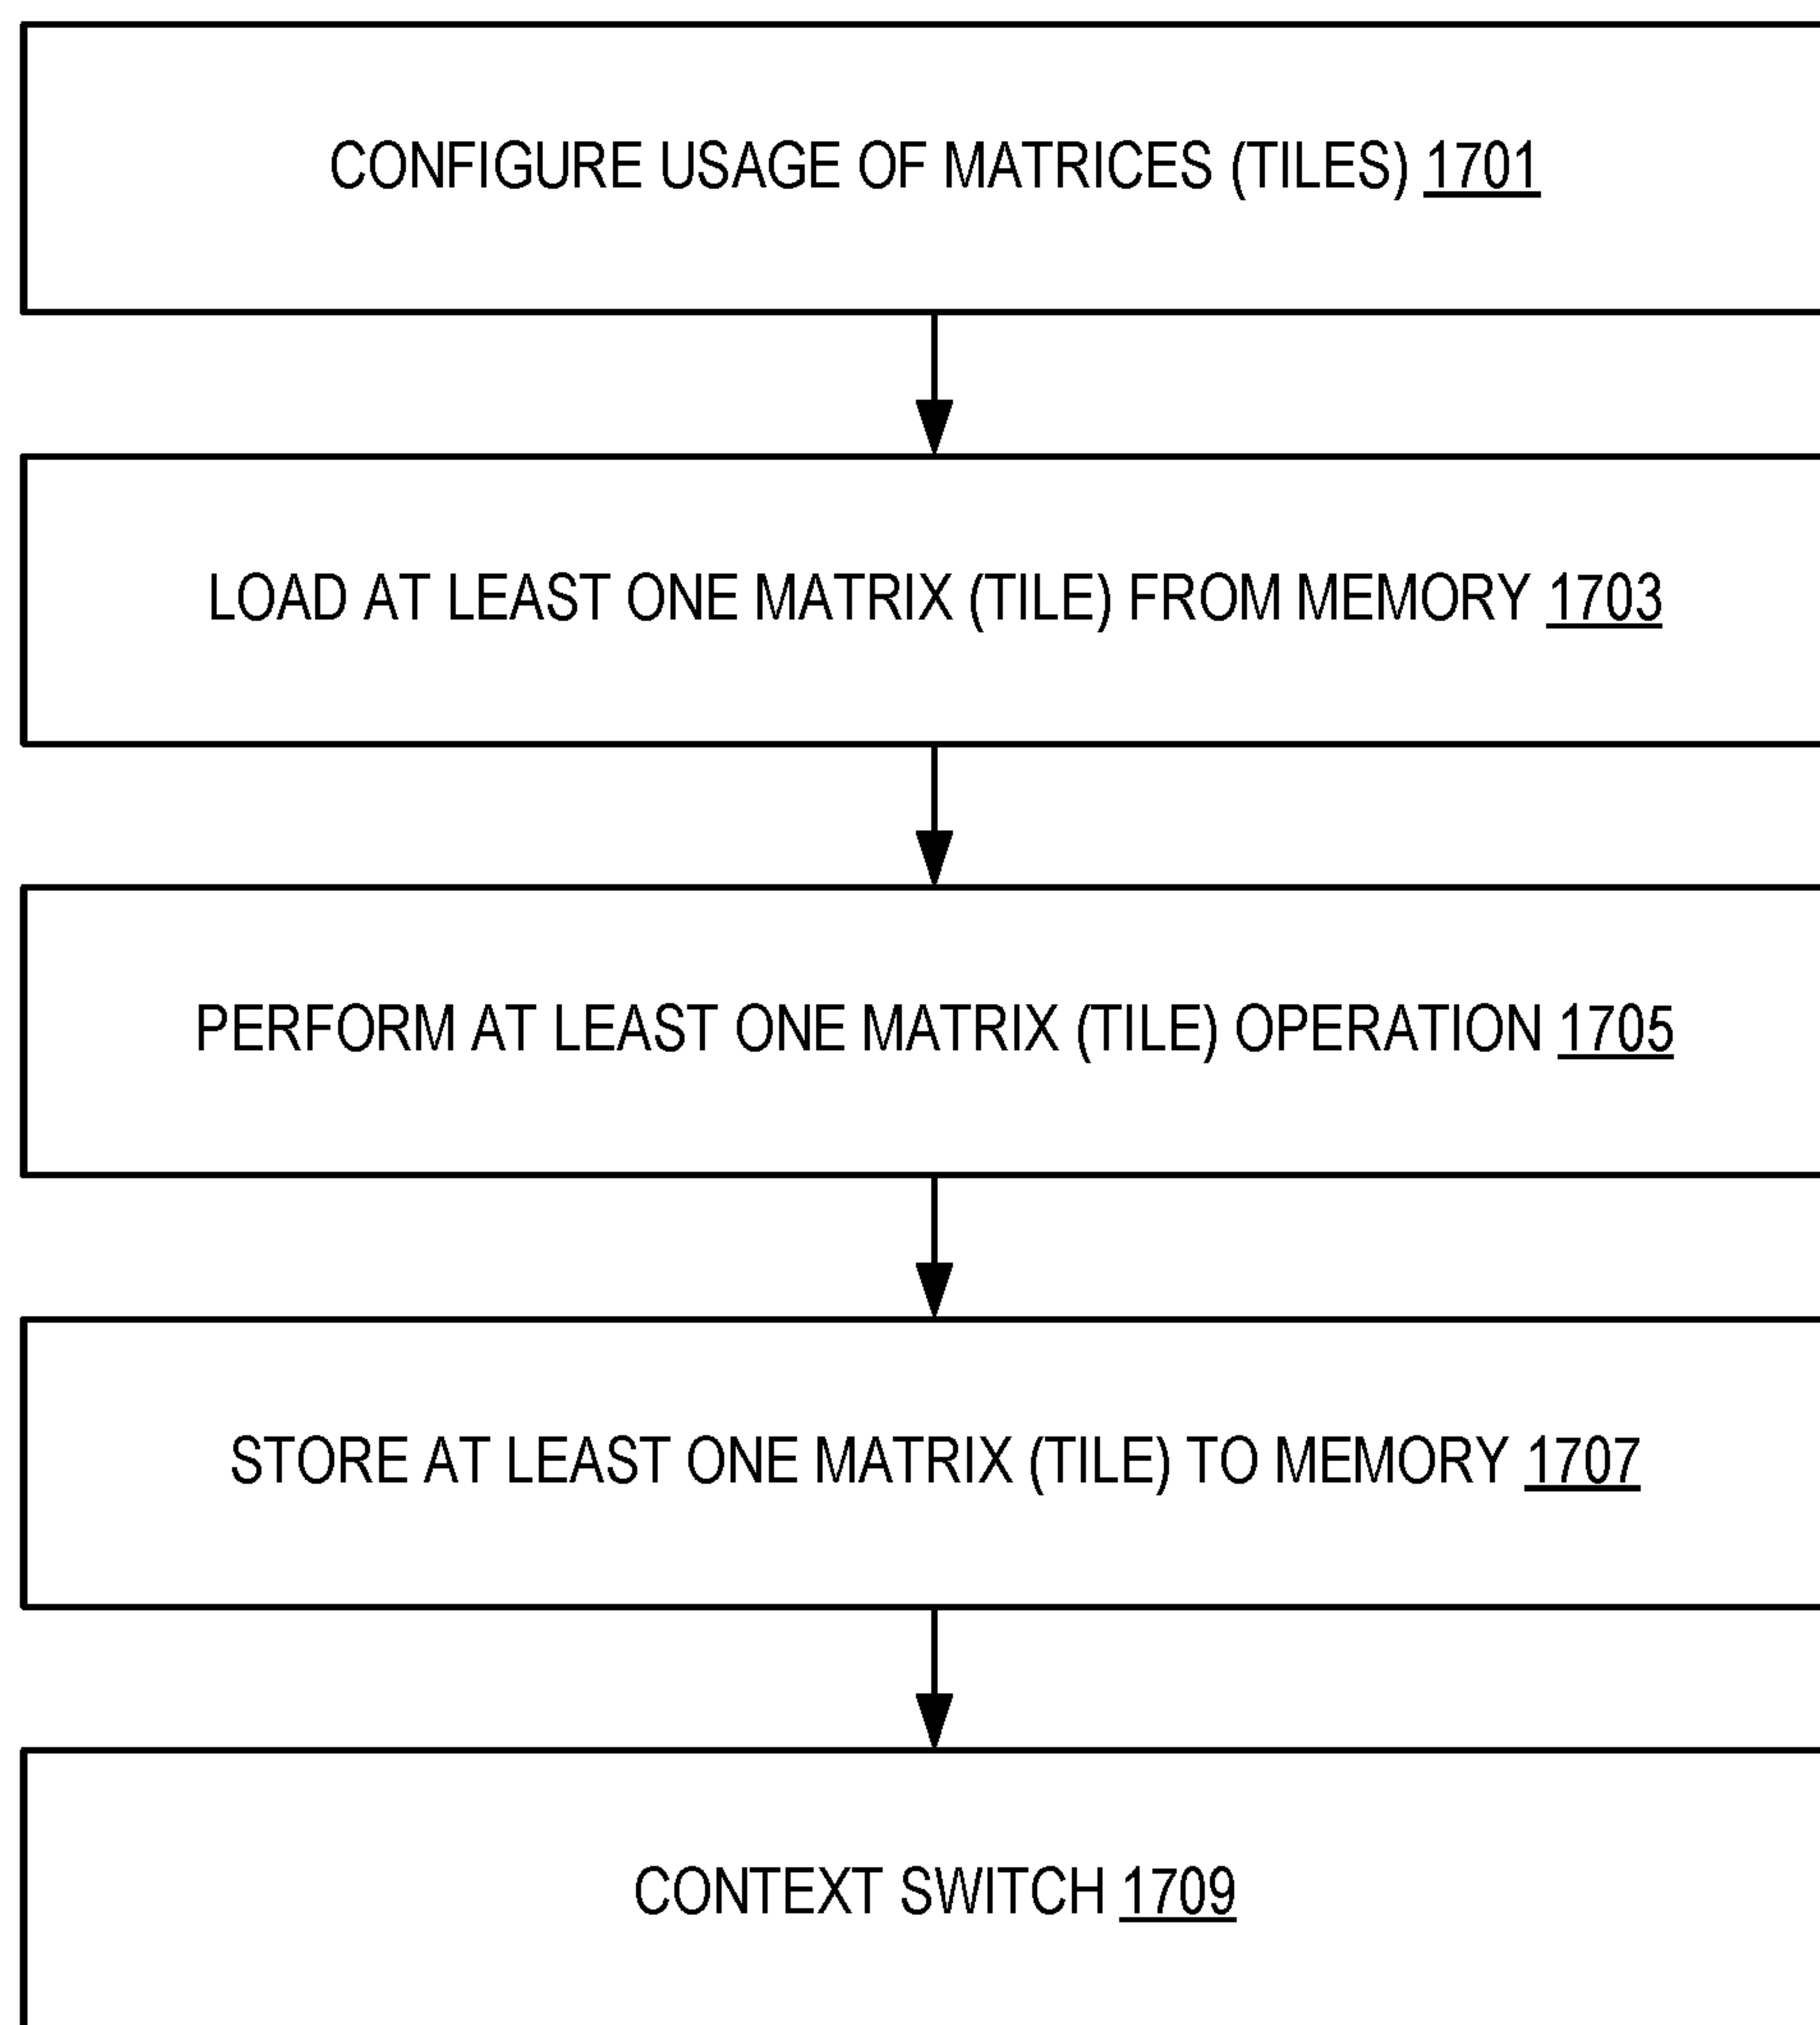 CONFIGURE USAGE OF MATRICES (TILES) 1701
LOAD AT LEAST ONE MATRIX (TILE) FROM MEMORY 1703
PERFORM AT LEAST ONE MATRIX (TILE) OPERATION 1705
STORE AT LEAST ONE MATRIX (TILE) TO MEMORY 1707
CONTEXT SWITCH 1709